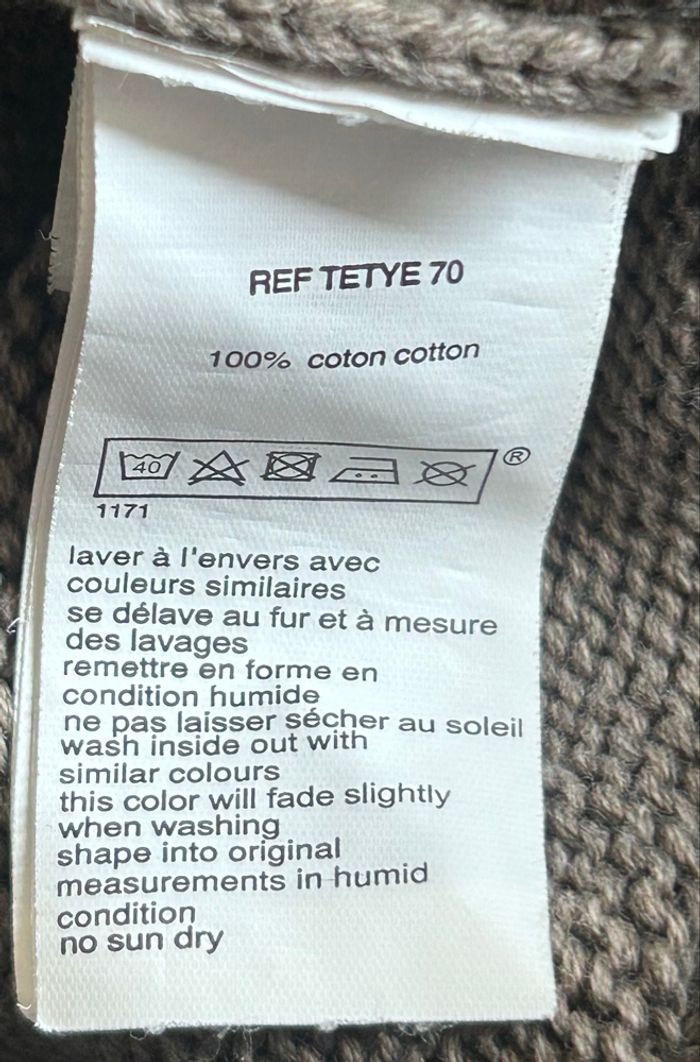 REF TETYE 70
100% coton cotton
40
®
1171
laver à l'envers avec
couleurs similaires
se délave au fur et à mesure
des lavages
remettre en forme en
condition humide
ne pas laisser sécher au soleil
wash inside out with
similar colours
this color will fade slightly
when washing
shape into original
measurements in humid
condition
no sun dry